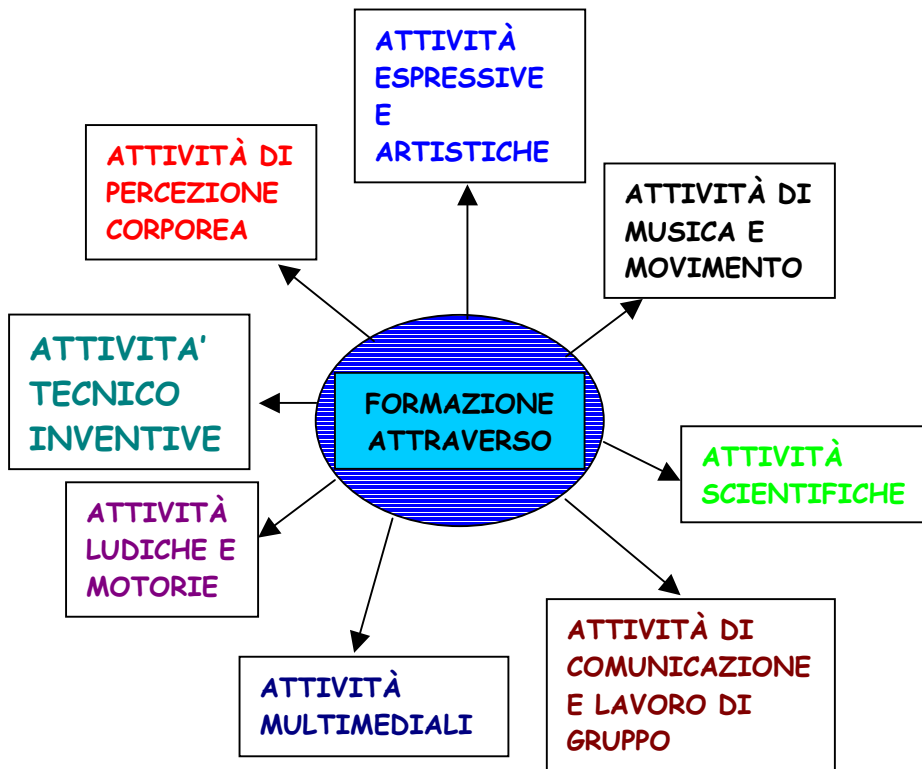 ATTIVITÀ
ESPRESSIVE
E
ARTISTICHE
ATTIVITÀ DI
PERCEZIONE
CORPOREA
ATTIVITÀ DI
MUSICA E
MOVIMENTO
ATTIVITA'
TECNICO
INVENTIVE
FORMAZIONE
ATTRAVERSO
ATTIVITÀ
SCIENTIFICHE
ATTIVITÀ
LUDICHE E
MOTORIE
ATTIVITÀ
MULTIMEDIALI
ATTIVITÀ DI
COMUNICAZIONE
E LAVORO DI
GRUPPO